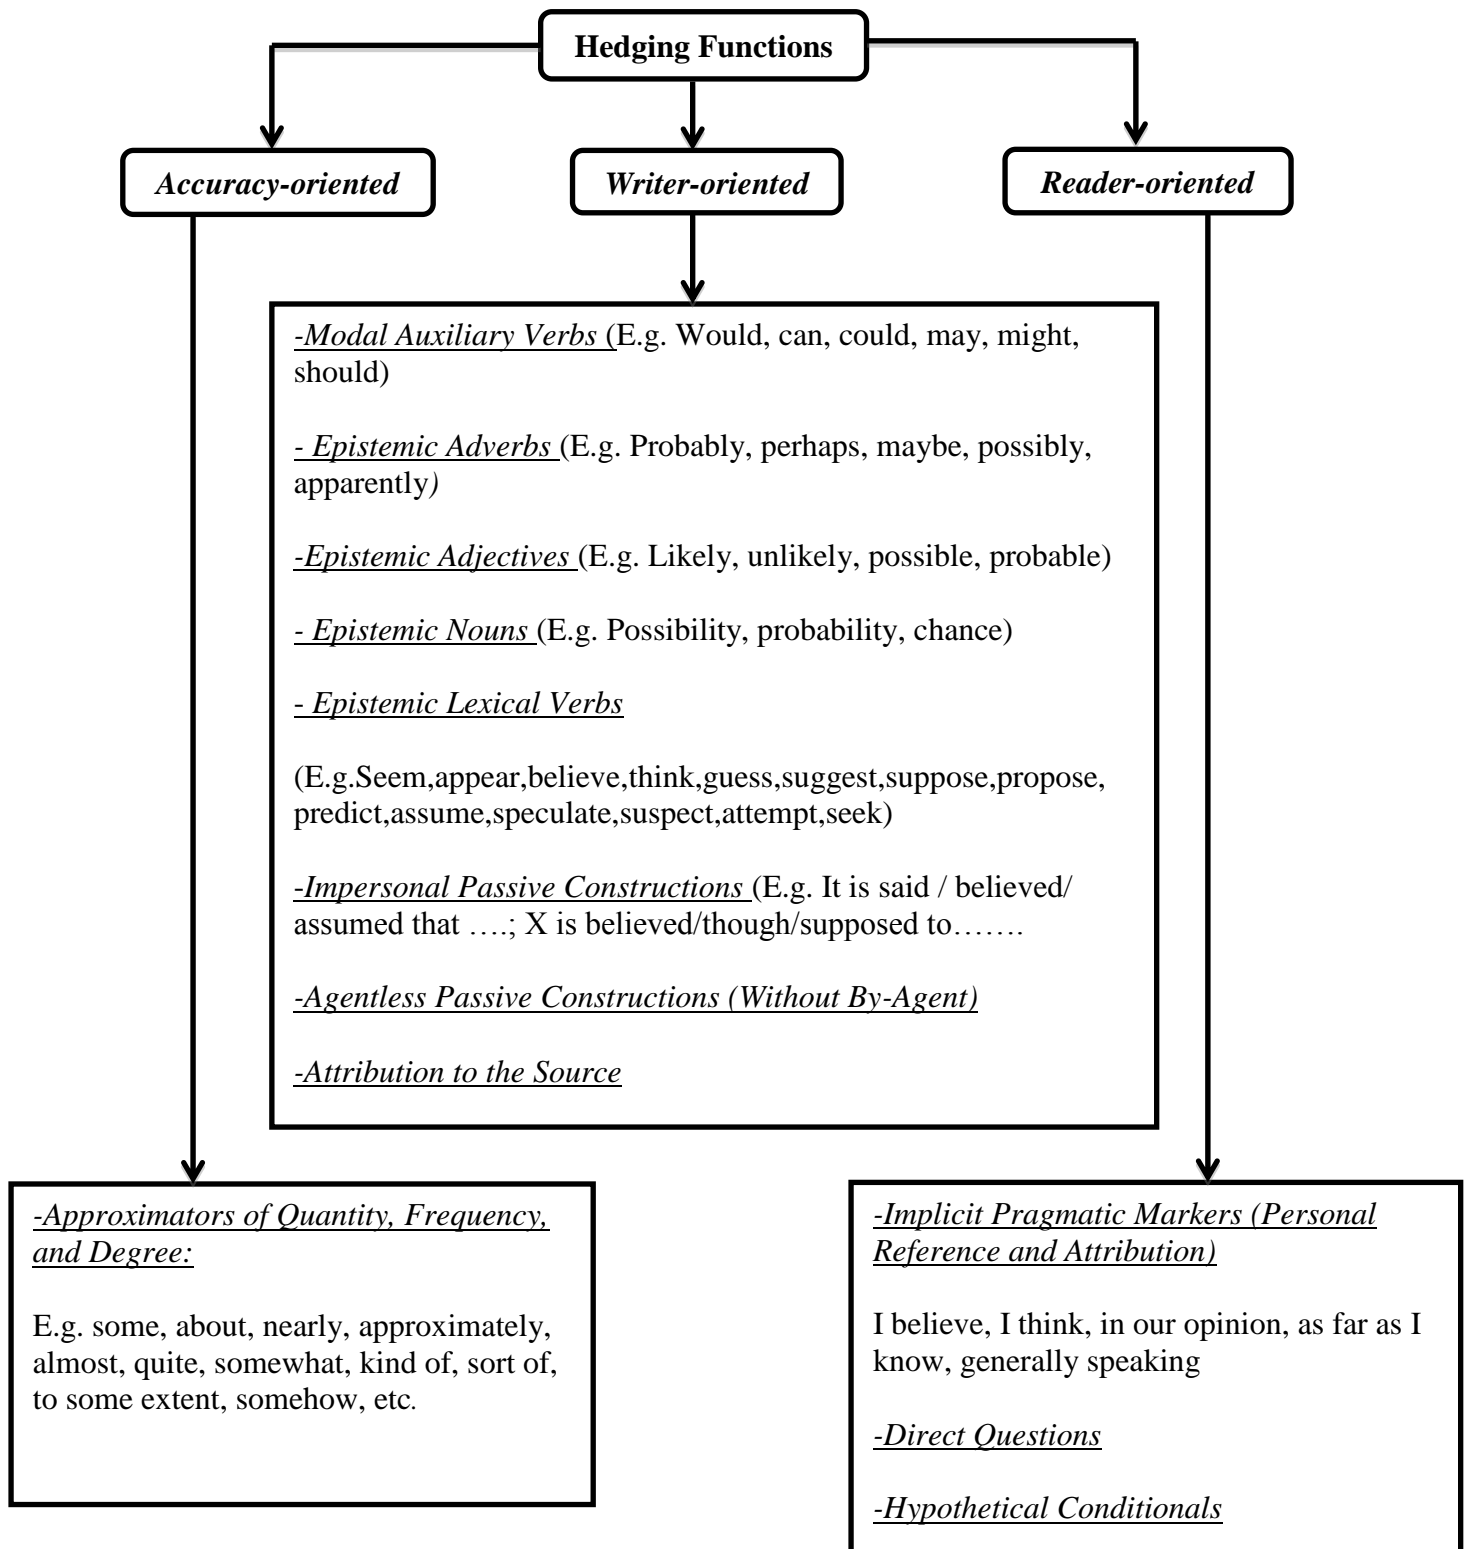 Hedging Functions
Accuracy-oriented
Writer-oriented
Reader-oriented
-Modal Auxiliary Verbs (E.g. Would, can, could, may, might,
should)
- Epistemic Adverbs (E.g. Probably, perhaps, maybe, possibly,
apparently)
-Epistemic Adjectives (E.g. Likely, unlikely, possible, probable)
- Epistemic Nouns (E.g. Possibility, probability, chance)
- Epistemic Lexical Verbs
(E.g.Seem,appear,believe,think,guess,suggest,suppose,propose,
predict,assume,speculate,suspect,attempt,seek)
-Impersonal Passive Constructions (E.g. It is said / believed/
assumed that ….; X is believed/though/supposed to…….
-Agentless Passive Constructions (Without By-Agent)
-Attribution to the Source
-Approximators of Quantity, Frequency,
and Degree:
E.g. some, about, nearly, approximately,
almost, quite, somewhat, kind of, sort of,
to some extent, somehow, etc.
-Implicit Pragmatic Markers (Personal
Reference and Attribution)
I believe, I think, in our opinion, as far as I
know, generally speaking
-Direct Questions
-Hypothetical Conditionals